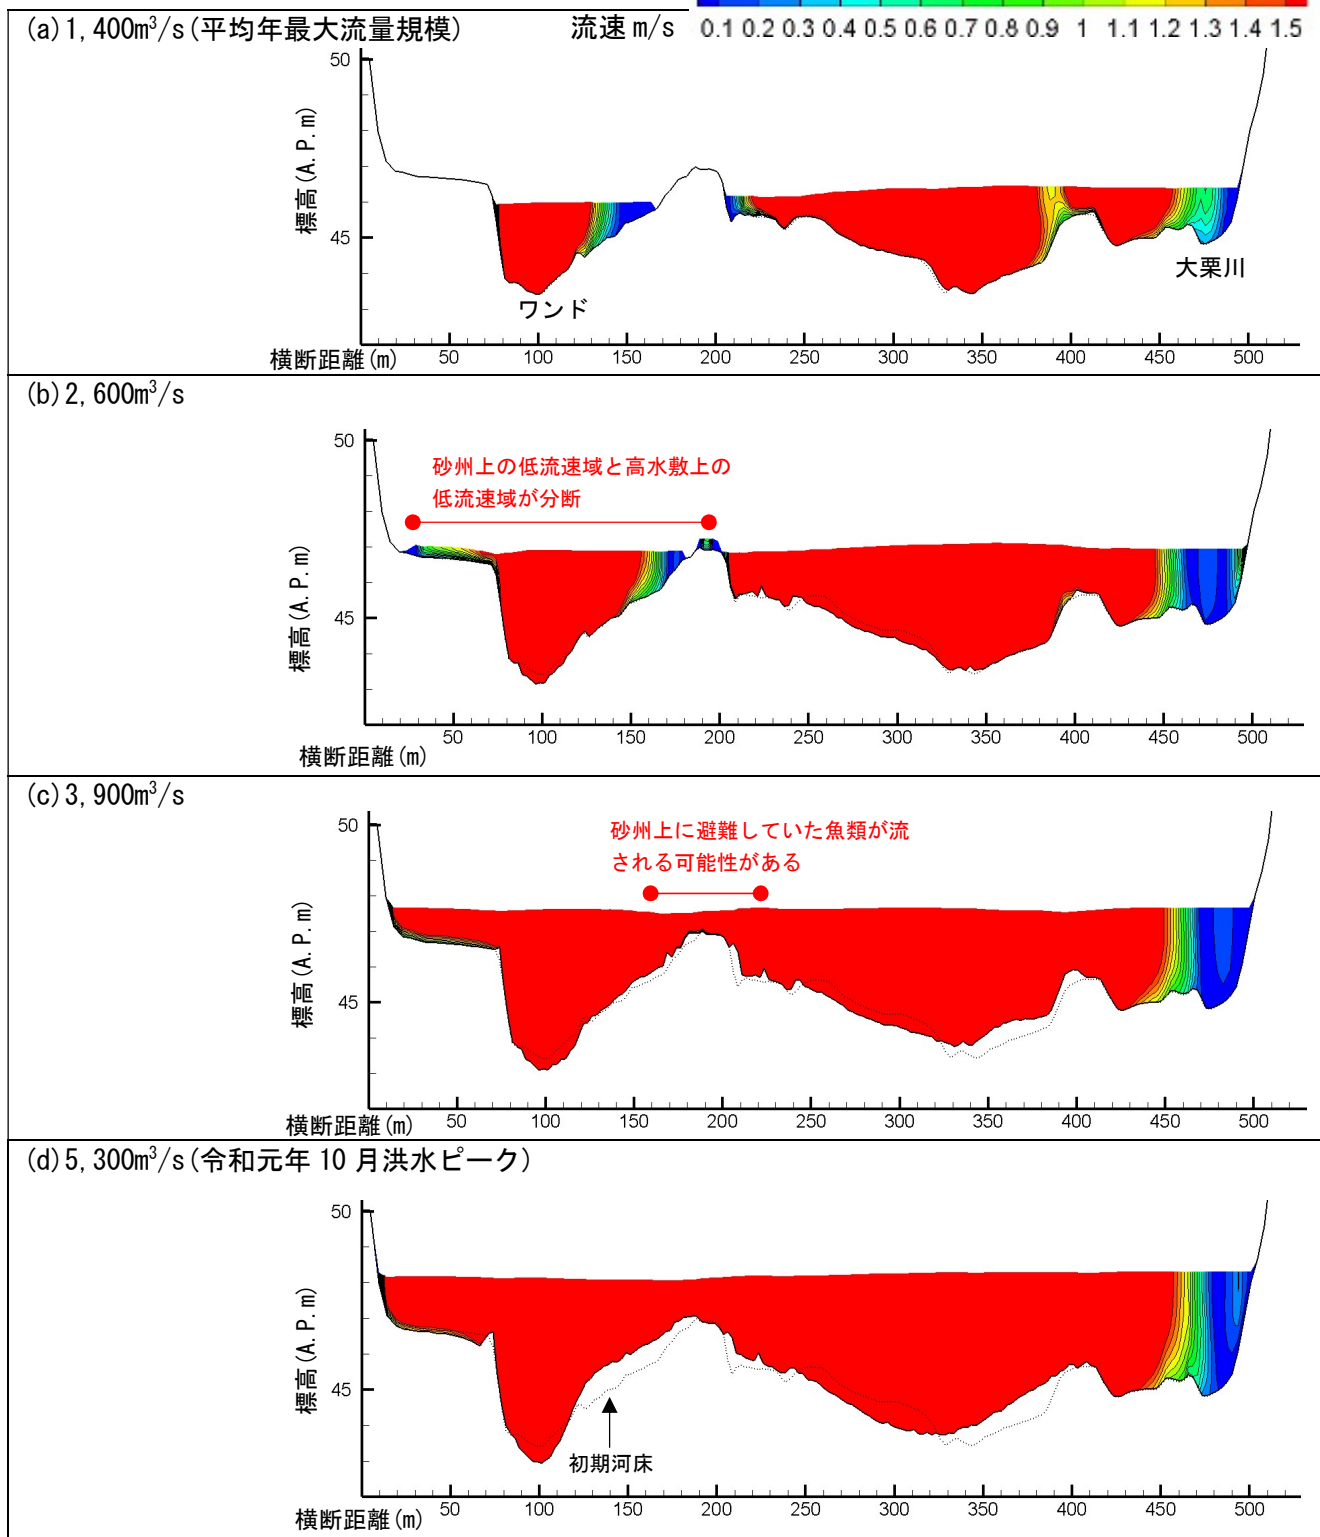 (a) 1,400m³/s (平均年最大流量規模)
流速 m/s
0.1 0.2 0.3 0.4 0.5 0.6 0.7 0.8 0.9 1 1.1 1.2 1.3 1.4 1.5
50
45
標高(A.P.m)
ワンド
大栗川
50 100 150 200 250 300 350 400 450 500
横断距離(m)
(b) 2,600m³/s
50
45
標高(A.P.m)
砂州上の低流速域と高水敷上の
低流速域が分断
50 100 150 200 250 300 350 400 450 500
横断距離(m)
(c) 3,900m³/s
50
45
標高(A.P.m)
砂州上に避難していた魚類が流
される可能性がある
50 100 150 200 250 300 350 400 450 500
横断距離(m)
(d) 5,300m³/s (令和元年 10 月洪水ピーク)
50
45
標高(A.P.m)
初期河床
50 100 150 200 250 300 350 400 450 500
横断距離(m)